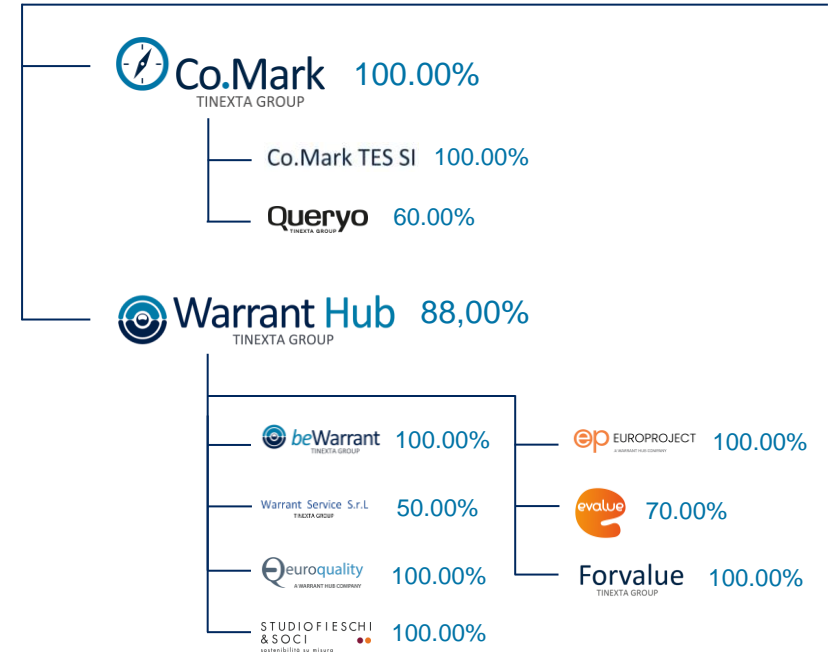 Co.Mark 100.00%
TINEXTA GROUP
Co.Mark TES SI 100.00%
Queryo 60.00%
TINEXTA GROUP
Warrant Hub 88,00%
TINEXTA GROUP
beWarrant 100.00%
TINEXTA GROUP
Warrant Service S.r.L 50.00%
TINEXTA GROUP
euroquality 100.00%
A WARRANT HUB COMPANY
STUDIOFIESCHI
&SOCI 100.00%
sostenibilità su misura
ep EUROPROJECT 100.00%
A WARRANT HUB COMPANY
evalue 70.00%
Forvalue 100.00%
TINEXTA GROUP